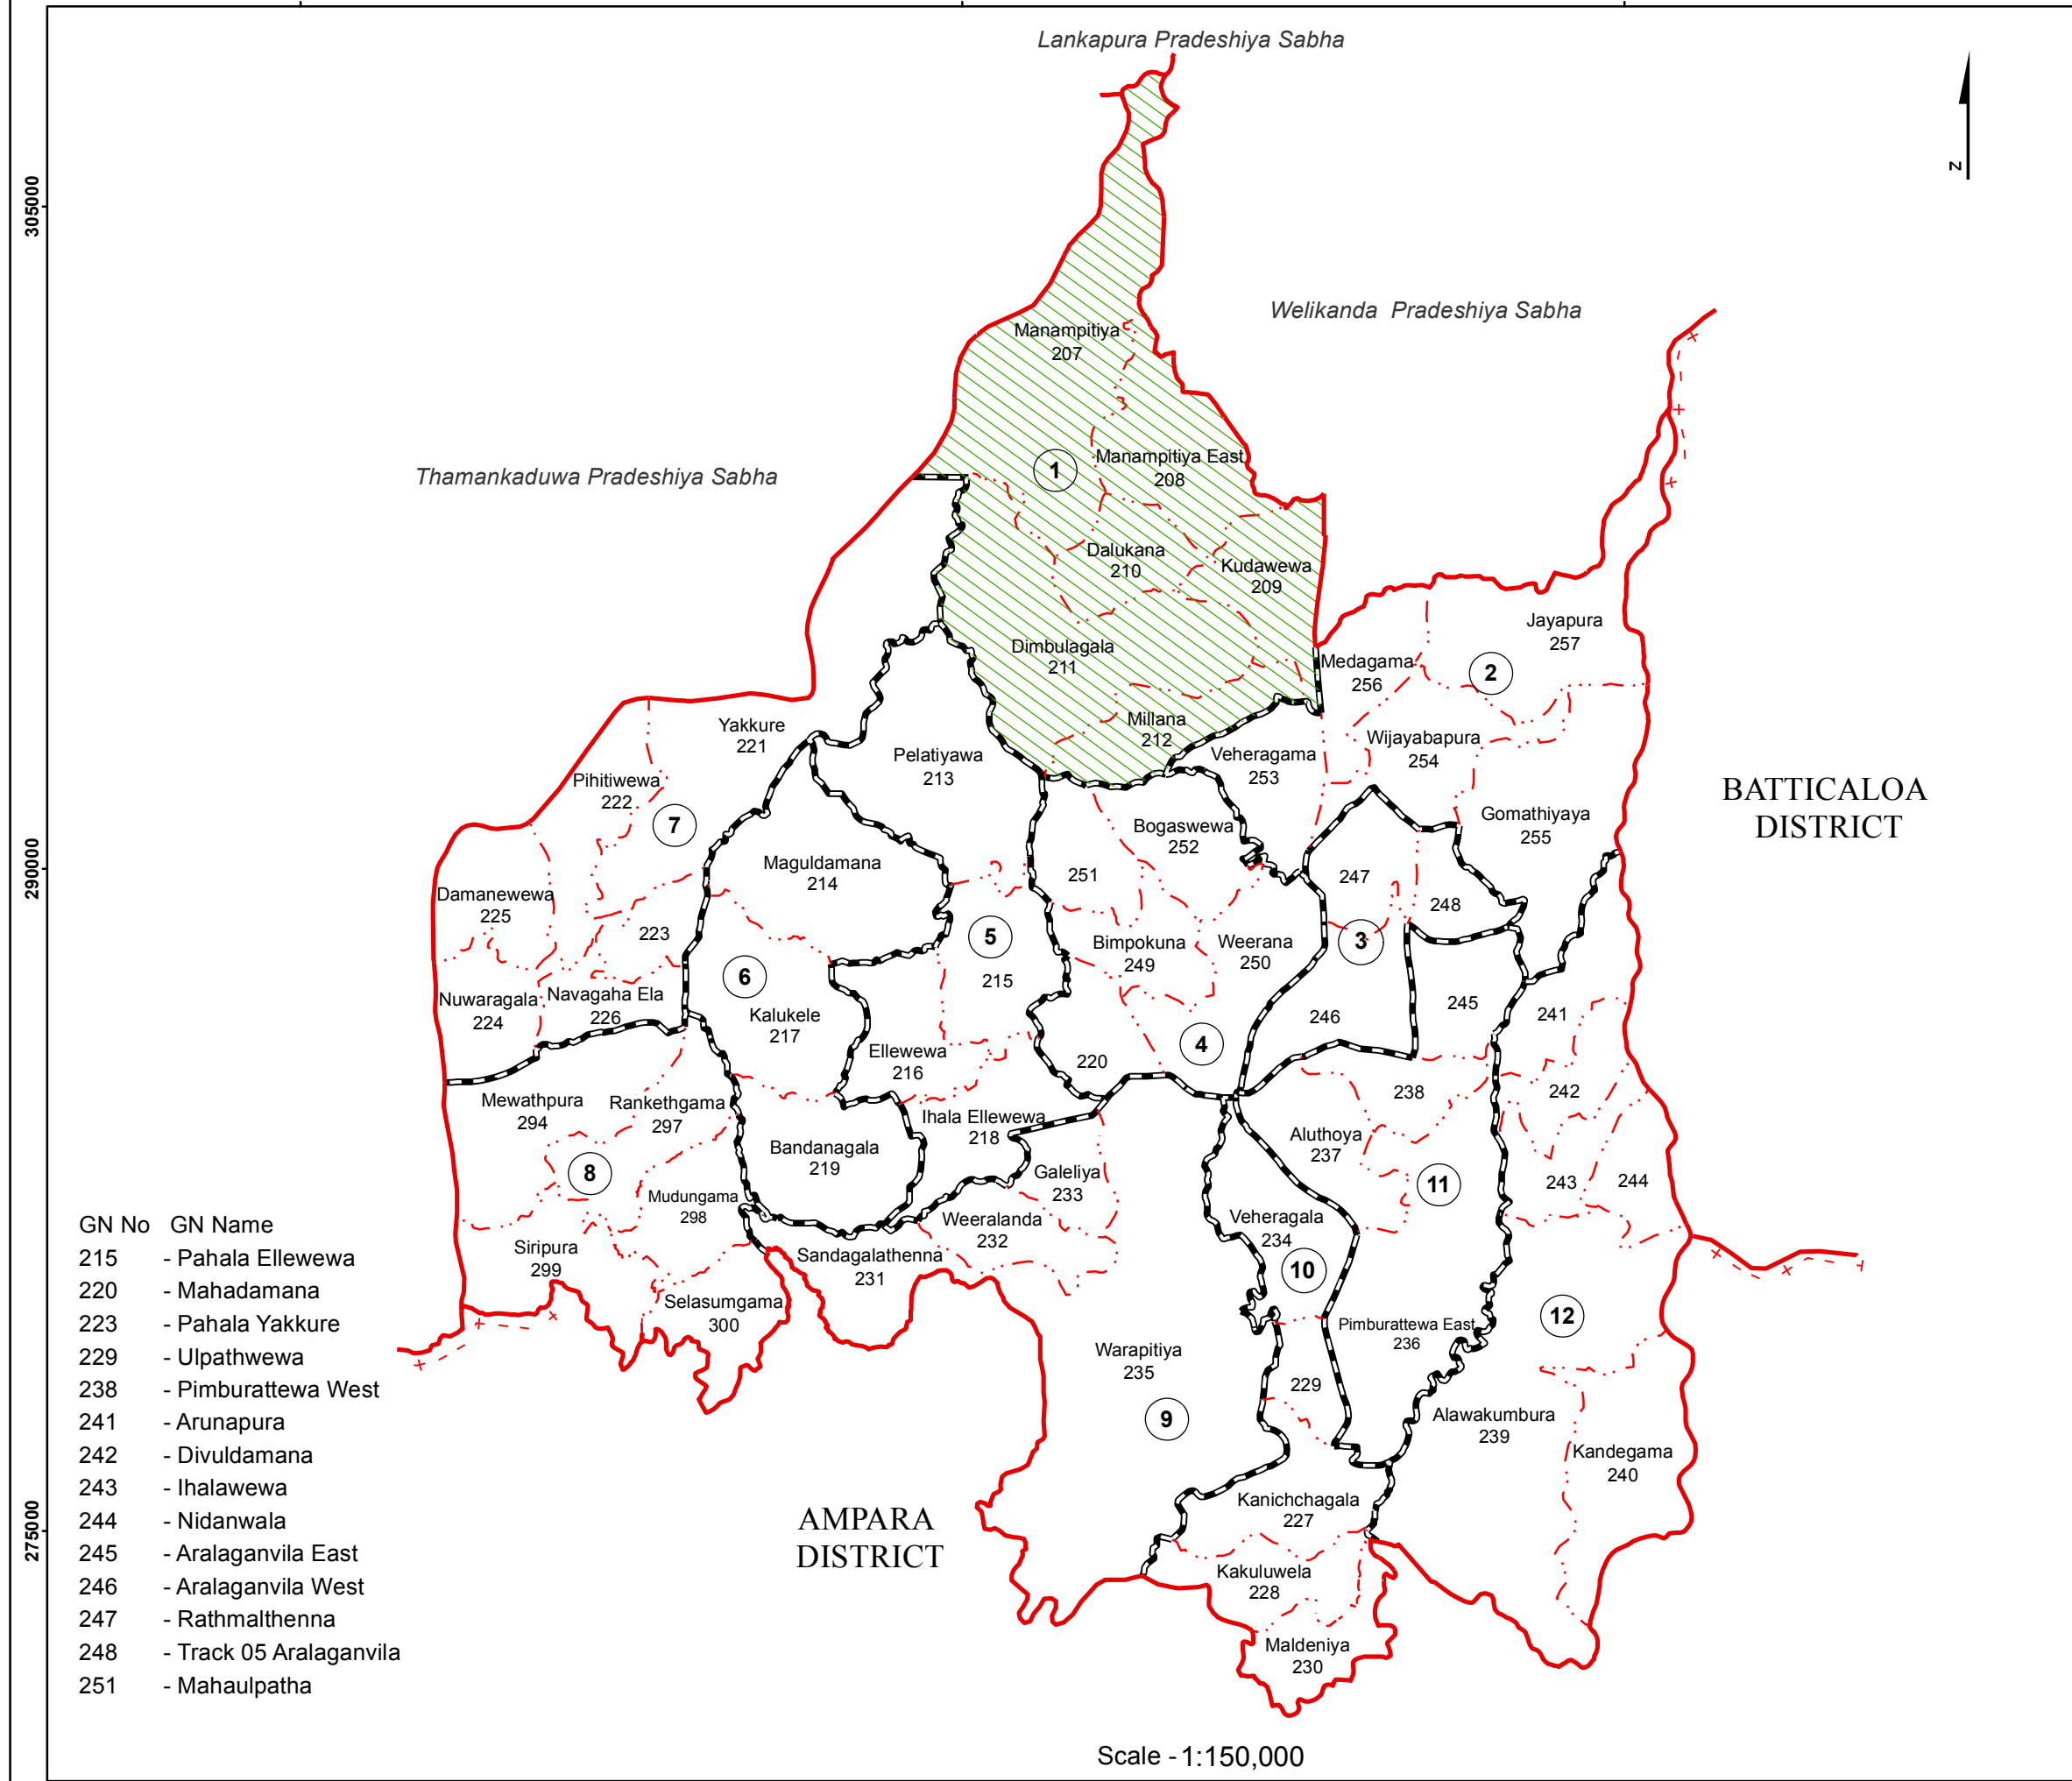 Lankapura Pradeshiya Sabha
305000
N
Welikanda Pradeshiya Sabha
Manampitiya
207
Thamankaduwa Pradeshiya Sabha
1
Manampitiya East
208
Dalukana
210
Kudawewa
209
Dimbulagala
211
Jayapura
257
Medagama
256
2
Millana
212
Yakkure
221
Pelatiyawa
213
Veheragama
253
Wijayabapura
254
Pihitiwewa
222
7
BATTICALOA
DISTRICT
Gomathiyaya
255
Bogaswewa
252
290000
Maguldamana
214
251
247
248
Damanewewa
225
223
5
Bimpokuna
249
Weerana
250
3
6
215
Nuwaragala
224
Navagaha Ela
226
Kalukele
217
246
245
241
4
Ellewewa
216
220
238
242
Mewathpura
294
Rankethgama
297
Ihala Ellewewa
218
Bandanagala
219
Aluthoya
237
8
Galeliya
233
11
243
244
Mudungama
298
Weeralanda
232
Veheragala
234
Siripura
299
Sandagalathenna
231
10
Selasumgama
300
12
Pimburattewa East
236
Warapitiya
235
229
9
Alawakumbura
239
Kandegama
240
Kanichchagala
227
AMPARA
DISTRICT
275000
Kakuluwela
228
Maldeniya
230
GN No GN Name
215 - Pahala Ellewewa
220 - Mahadamana
223 - Pahala Yakkure
229 - Ulpathwewa
238 - Pimburattewa West
241 - Arunapura
242 - Divuldamana
243 - Ihalawewa
244 - Nidanwala
245 - Aralaganvila East
246 - Aralaganvila West
247 - Rathmalthenna
248 - Track 05 Aralaganvila
251 - Mahaulpatha
Scale - 1:150,000